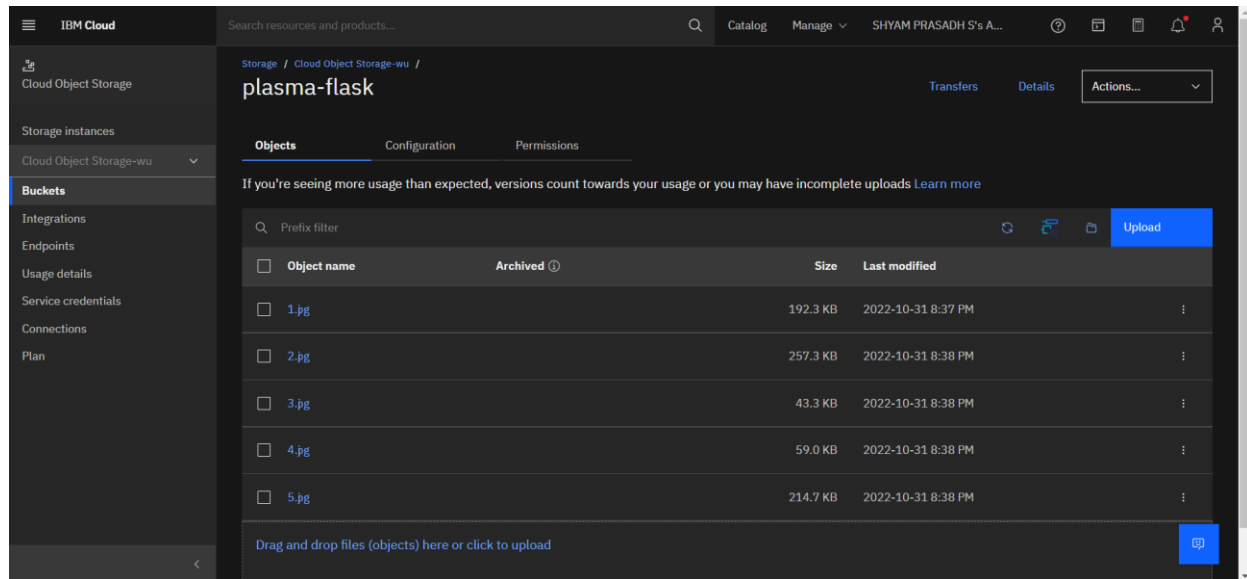 IBM Cloud
Search resources and products...
Catalog
Manage
SHYAM PRASADH S's A...
Cloud Object Storage
Storage instances
Cloud Object Storage-wu
Buckets
Integrations
Endpoints
Usage details
Service credentials
Connections
Plan
Storage / Cloud Object Storage-wu /
plasma-flask
Transfers
Details
Actions...
Objects
Configuration
Permissions
If you're seeing more usage than expected, versions count towards your usage or you may have incomplete uploads Learn more
Prefix filter
Upload
Object name Archived Size Last modified
1.jpg 192.3 KB 2022-10-31 8:37 PM
2.jpg 257.3 KB 2022-10-31 8:38 PM
3.jpg 43.3 KB 2022-10-31 8:38 PM
4.jpg 59.0 KB 2022-10-31 8:38 PM
5.jpg 214.7 KB 2022-10-31 8:38 PM
Drag and drop files (objects) here or click to upload